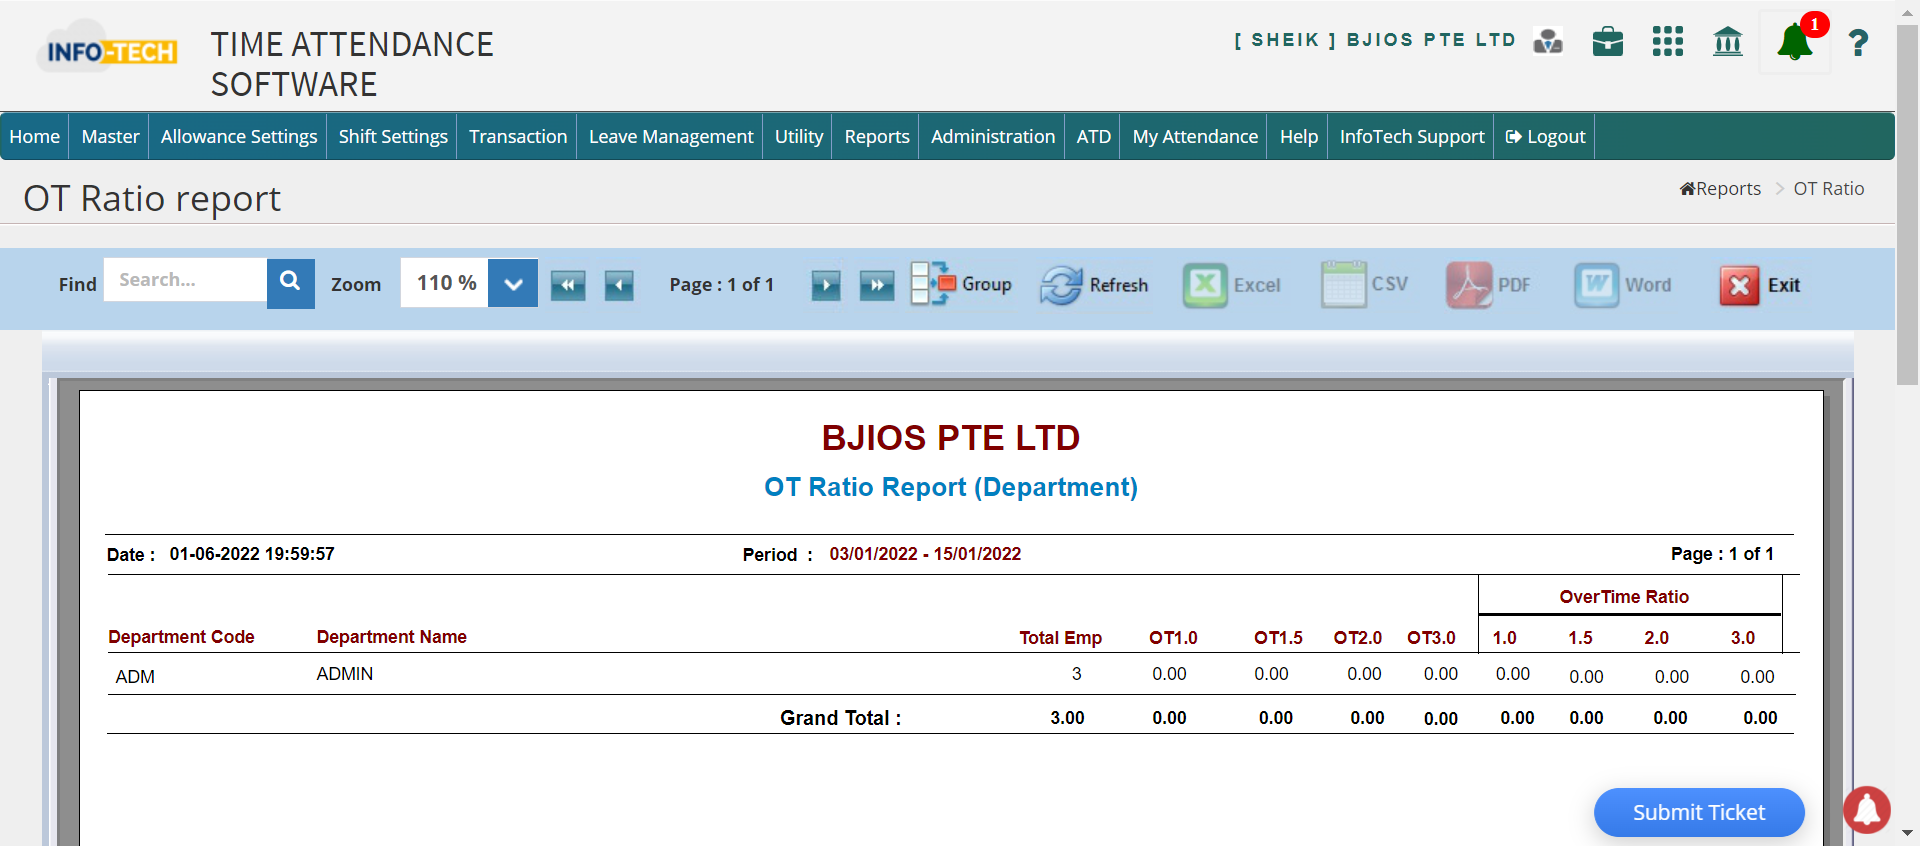 INFO-TECH
TIME ATTENDANCE
SOFTWARE
[ SHEIK ] BJIOS PTE LTD
1
?
Home Master Allowance Settings Shift Settings Transaction Leave Management Utility Reports Administration ATD My Attendance Help InfoTech Support Logout
OT Ratio report
Reports > OT Ratio
Find Search... Zoom 110 % Page : 1 of 1 Group Refresh Excel CSV PDF Word Exit
BJIOS PTE LTD
OT Ratio Report (Department)
Date : 01-06-2022 19:59:57 Period : 03/01/2022 - 15/01/2022 Page : 1 of 1
OverTime Ratio
Department Code Department Name Total Emp OT1.0 OT1.5 OT2.0 OT3.0 1.0 1.5 2.0 3.0
ADM ADMIN 3 0.00 0.00 0.00 0.00 0.00 0.00 0.00 0.00
Grand Total : 3.00 0.00 0.00 0.00 0.00 0.00 0.00 0.00 0.00
Submit Ticket